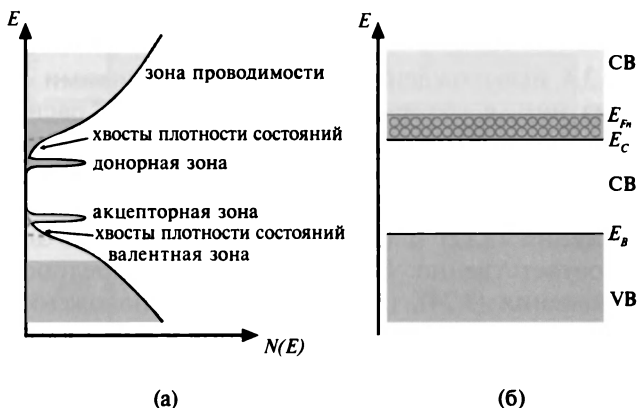 E
зона проводимости
хвосты плотности состояний
донорная зона
акцепторная зона
хвосты плотности состояний
валентная зона
N(E)
(а)
E
CB
E_Fn
E_C
CB
E_B
VB
(б)